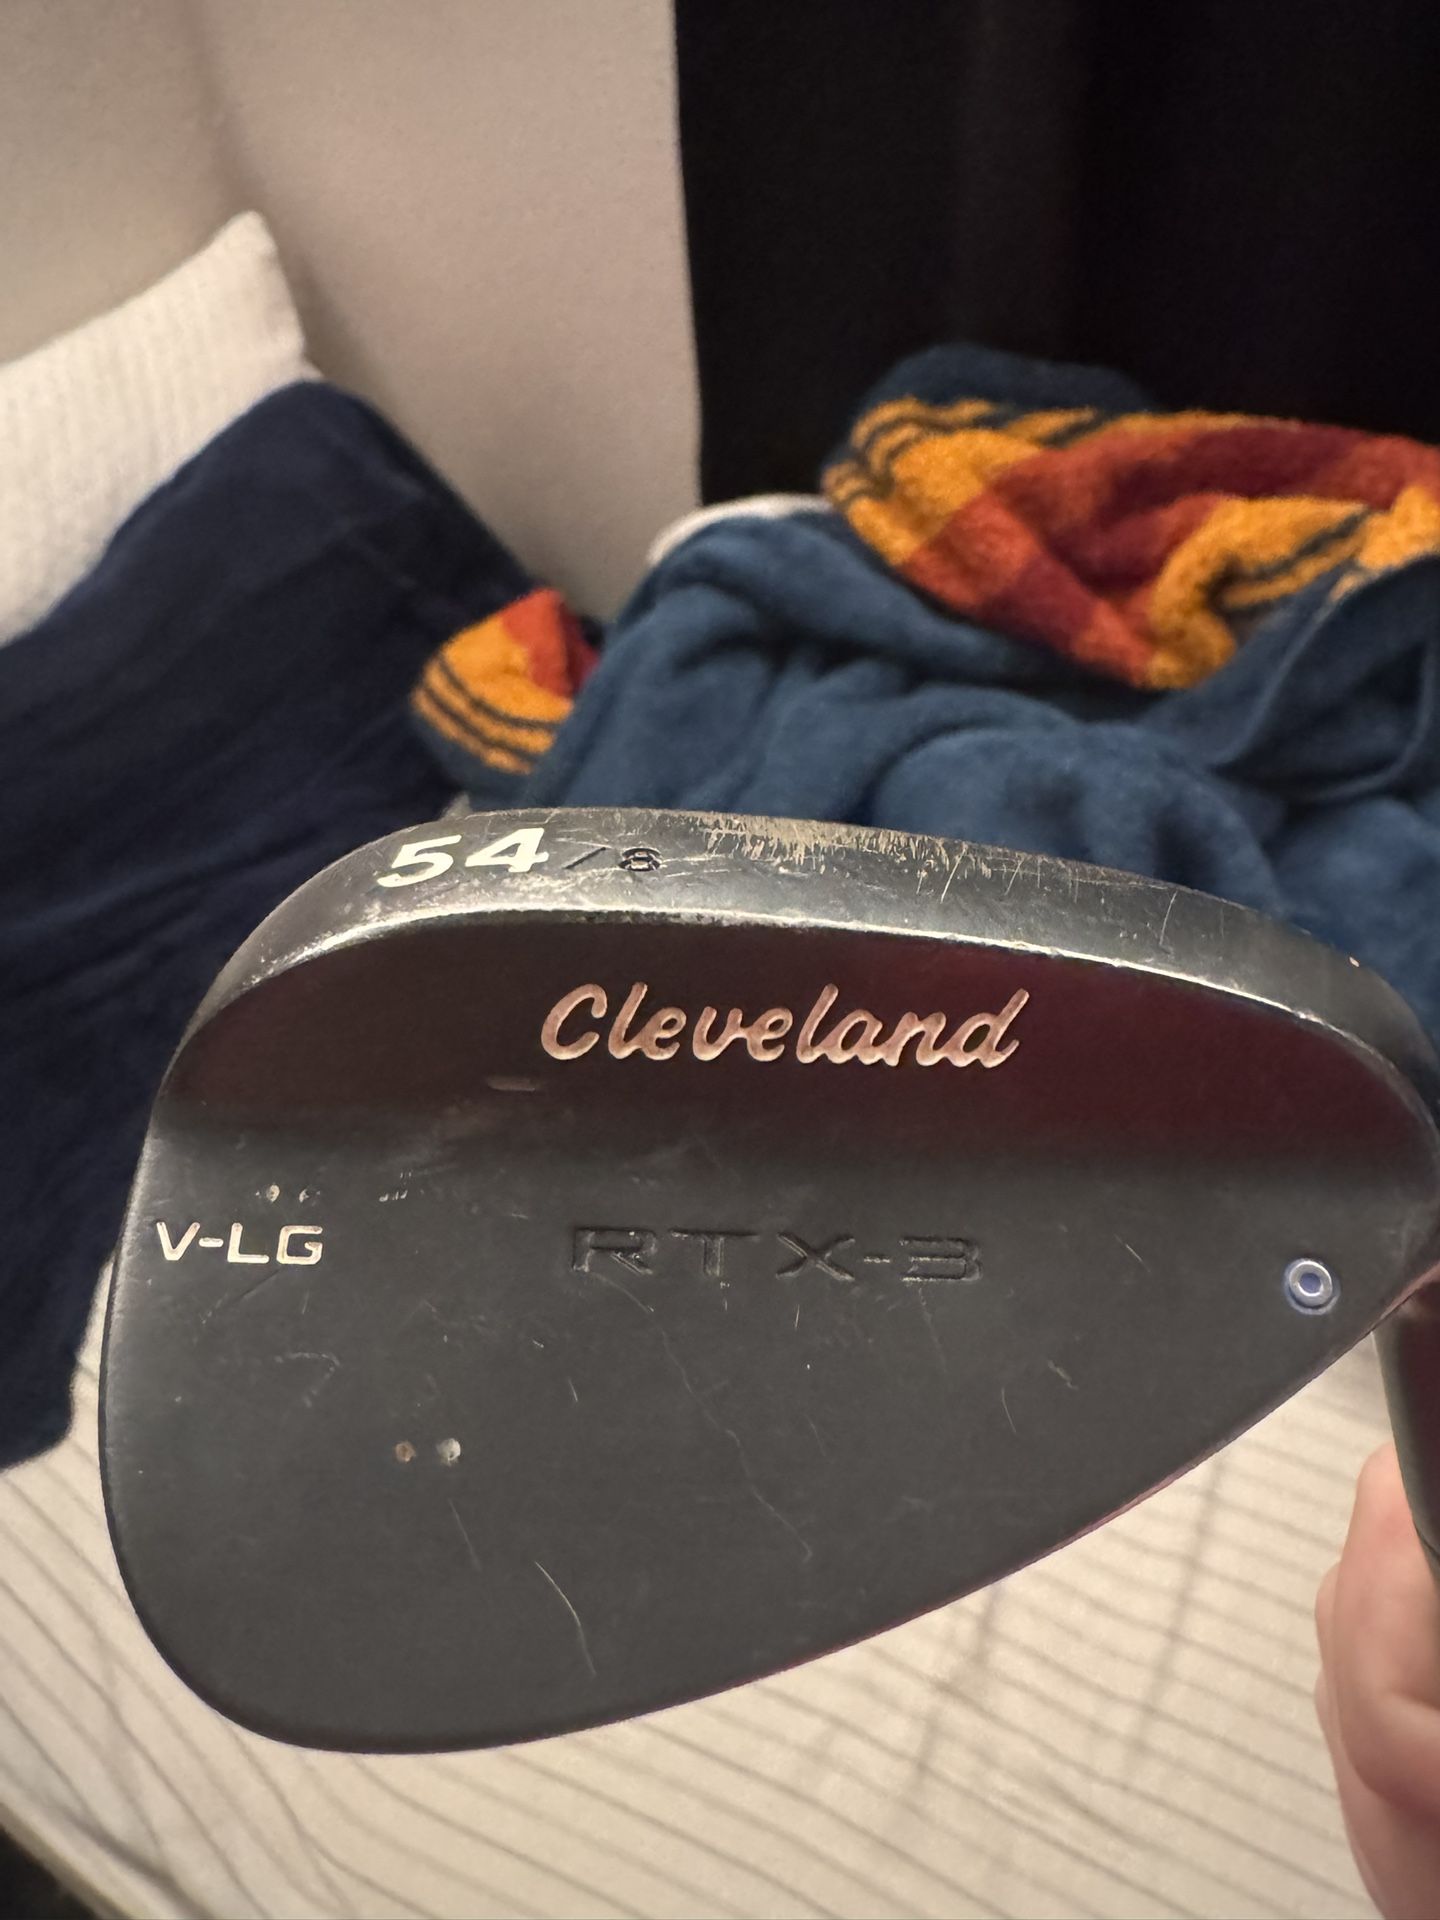 54/8
Cleveland
V-LG RTX-3